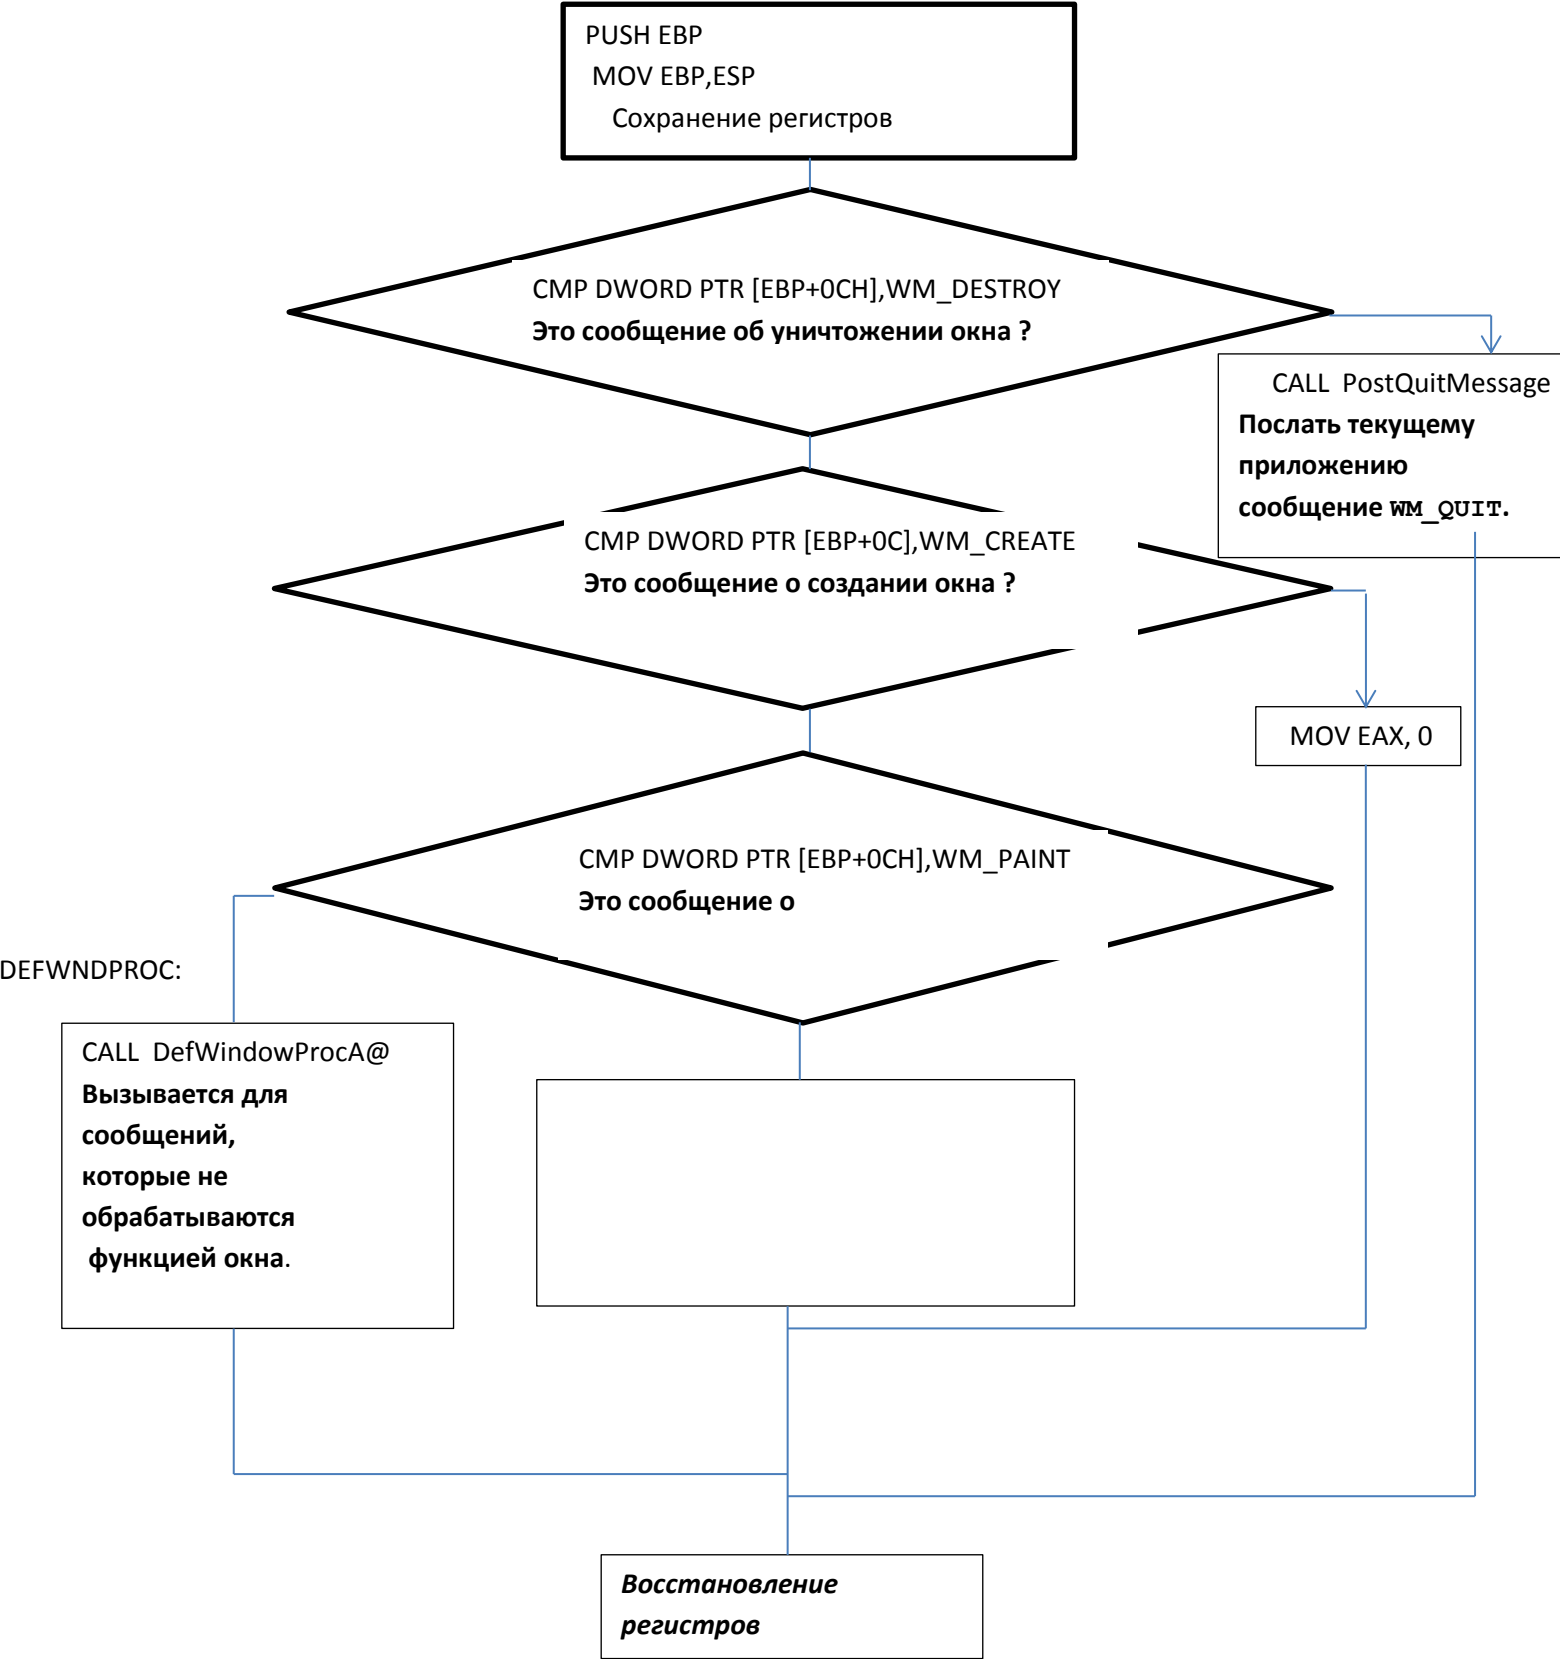 PUSH EBP
MOV EBP,ESP
Сохранение регистров
CMP DWORD PTR [EBP+0CH],WM_DESTROY
Это сообщение об уничтожении окна ?
CALL PostQuitMessage
Послать текущему
приложению
сообщение WM_QUIT.
CMP DWORD PTR [EBP+0C],WM_CREATE
Это сообщение о создании окна ?
MOV EAX, 0
CMP DWORD PTR [EBP+0CH],WM_PAINT
Это сообщение о
DEFWNDPROC:
CALL DefWindowProcA@
Вызывается для
сообщений,
которые не
обрабатываются
функцией окна.
Восстановление
регистров